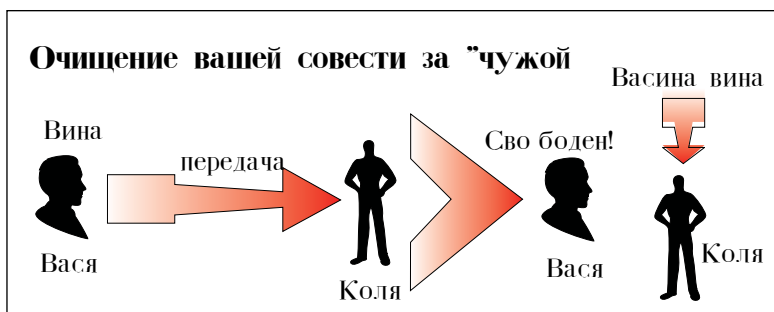 Очищение вашей совести за "чужой
Васина вина
Вина
передача
Сво боден!
Вася
Коля
Вася
Коля